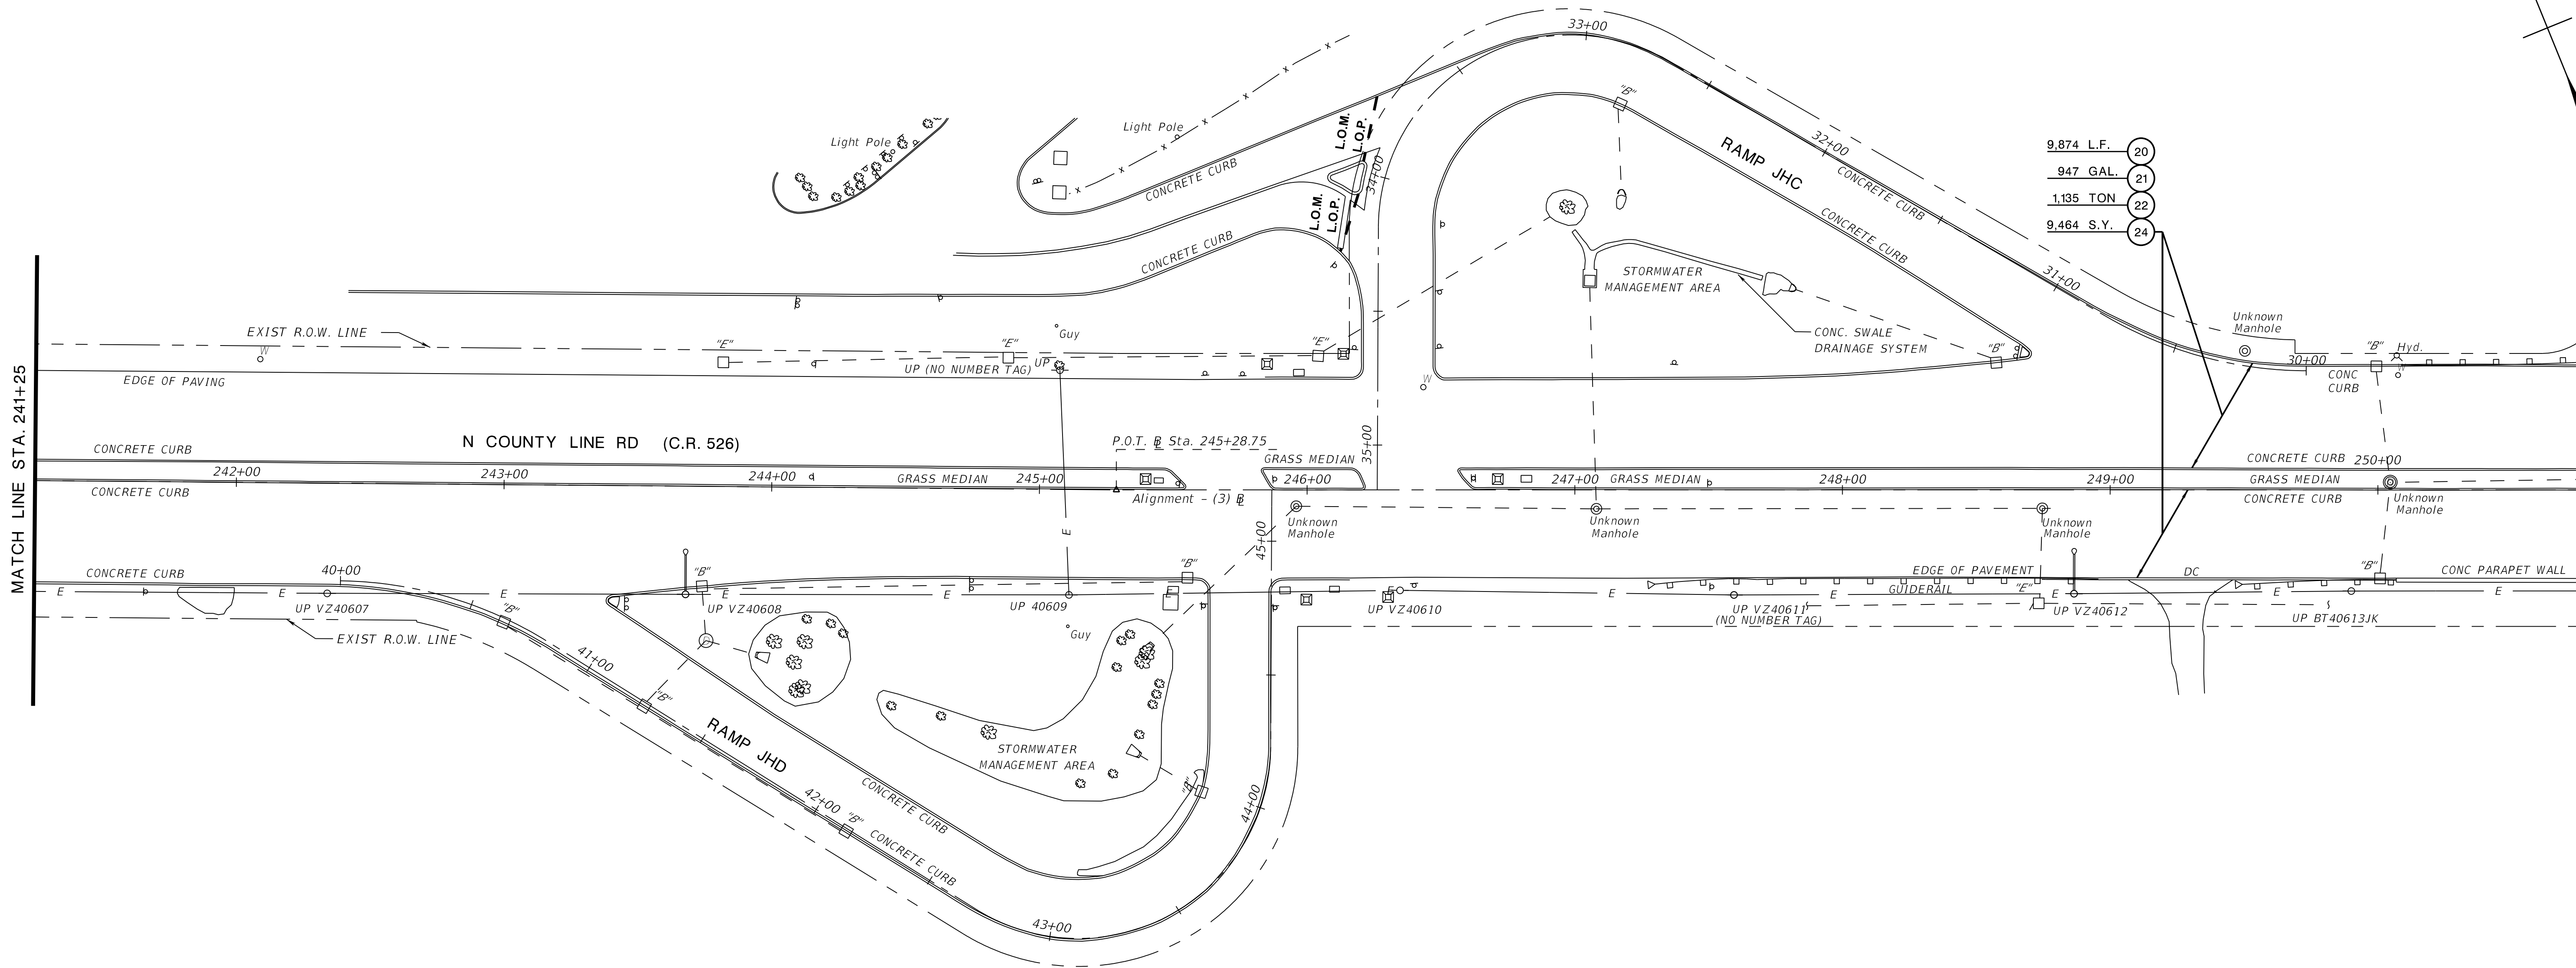 33+00
9,874 L.F. 20
947 GAL. 21
1,135 TON 22
9,464 S.Y. 24
"B"
Light Pole
Light Pole
L.O.M.
L.O.P.
34+00
CONCRETE CURB
RAMP JHC
32+00
CONCRETE CURB
CONCRETE CURB
L.O.M.
L.O.P.
CONCRETE CURB
STORMWATER
MANAGEMENT AREA
31+00
CONC. SWALE
DRAINAGE SYSTEM
Unknown
Manhole
EXIST R.O.W. LINE
W
"E"
"E"
Guy
"E"
"B"
30+00
"B"
Hyd.
W
CONC
CURB
UP (NO NUMBER TAG)
UP
EDGE OF PAVING
W
MATCH LINE STA. 241+25
N COUNTY LINE RD (C.R. 526)
P.O.T. B Sta. 245+28.75
35+00
CONCRETE CURB
GRASS MEDIAN
CONCRETE CURB
250+00
242+00
243+00
244+00
GRASS MEDIAN
245+00
246+00
247+00
GRASS MEDIAN
248+00
249+00
GRASS MEDIAN
CONCRETE CURB
Alignment - (3) B
CONCRETE CURB
Unknown
Manhole
Unknown
Manhole
Unknown
Manhole
Unknown
Manhole
45+00
E
CONCRETE CURB
40+00
"B"
"B"
EDGE OF PAVEMENT
DC
"B"
CONC PARAPET WALL
E
E
E
E
E
E
E
E
E
E
E
E
E
GUIDERAIL
"E"
UP VZ40607
"B"
UP VZ40608
UP 40609
UP VZ40610
UP VZ40611
(NO NUMBER TAG)
UP VZ40612
UP BT40613JK
EXIST R.O.W. LINE
Guy
41+00
"B"
RAMP JHD
STORMWATER
MANAGEMENT AREA
"B"
42+00
"B"
CONCRETE CURB
CONCRETE CURB
44+00
43+00